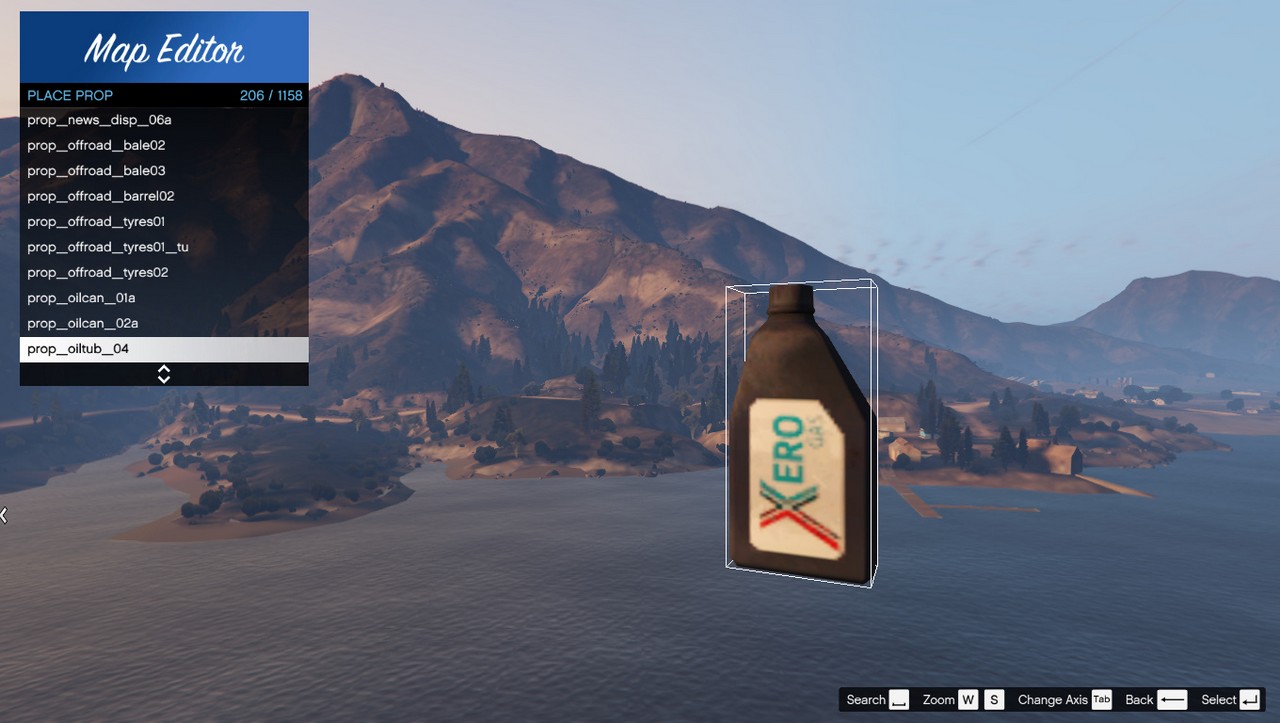 Map Editor
PLACE PROP 206 / 1158
prop__news__disp__06a
prop__offroad__bale02
prop__offroad__bale03
prop__offroad__barrel02
prop__offroad__tyres01
prop__offroad__tyres01__tu
prop__offroad__tyres02
prop__oilcan__01a
prop__oilcan__02a
prop__oiltub__04
XERO
GAS
Search Zoom W S Change Axis Tab Back Select